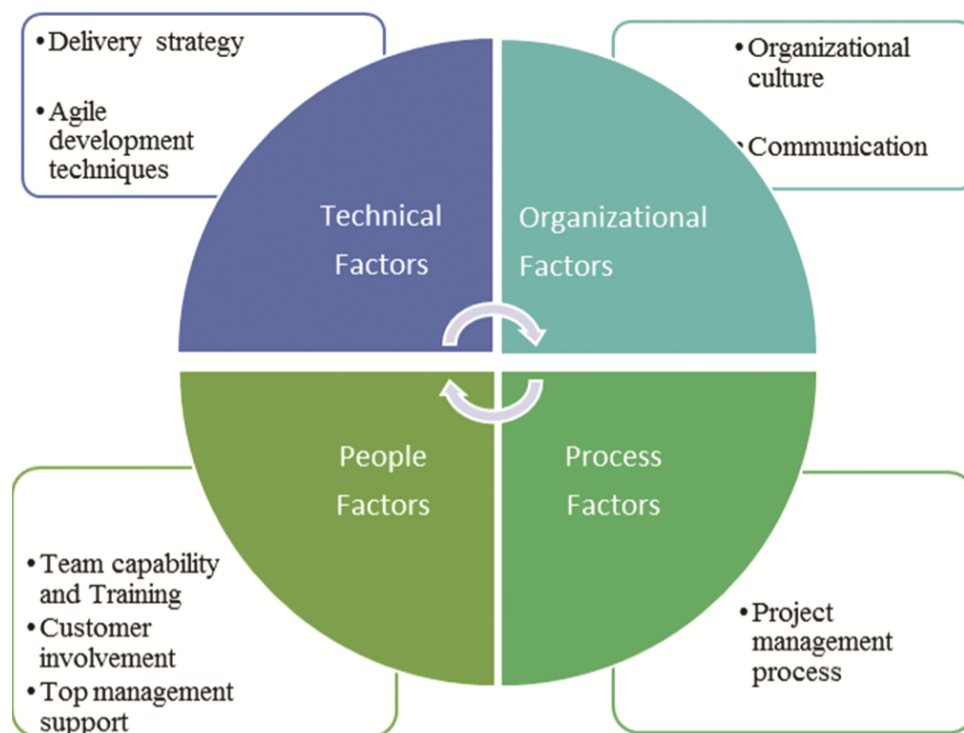 • Delivery strategy
• Agile
development
techniques
• Organizational
culture
• Communication
Technical
Factors
Organizational
Factors
People
Factors
Process
Factors
• Team capability
and Training
• Customer
involvement
• Top management
support
• Project
management
process